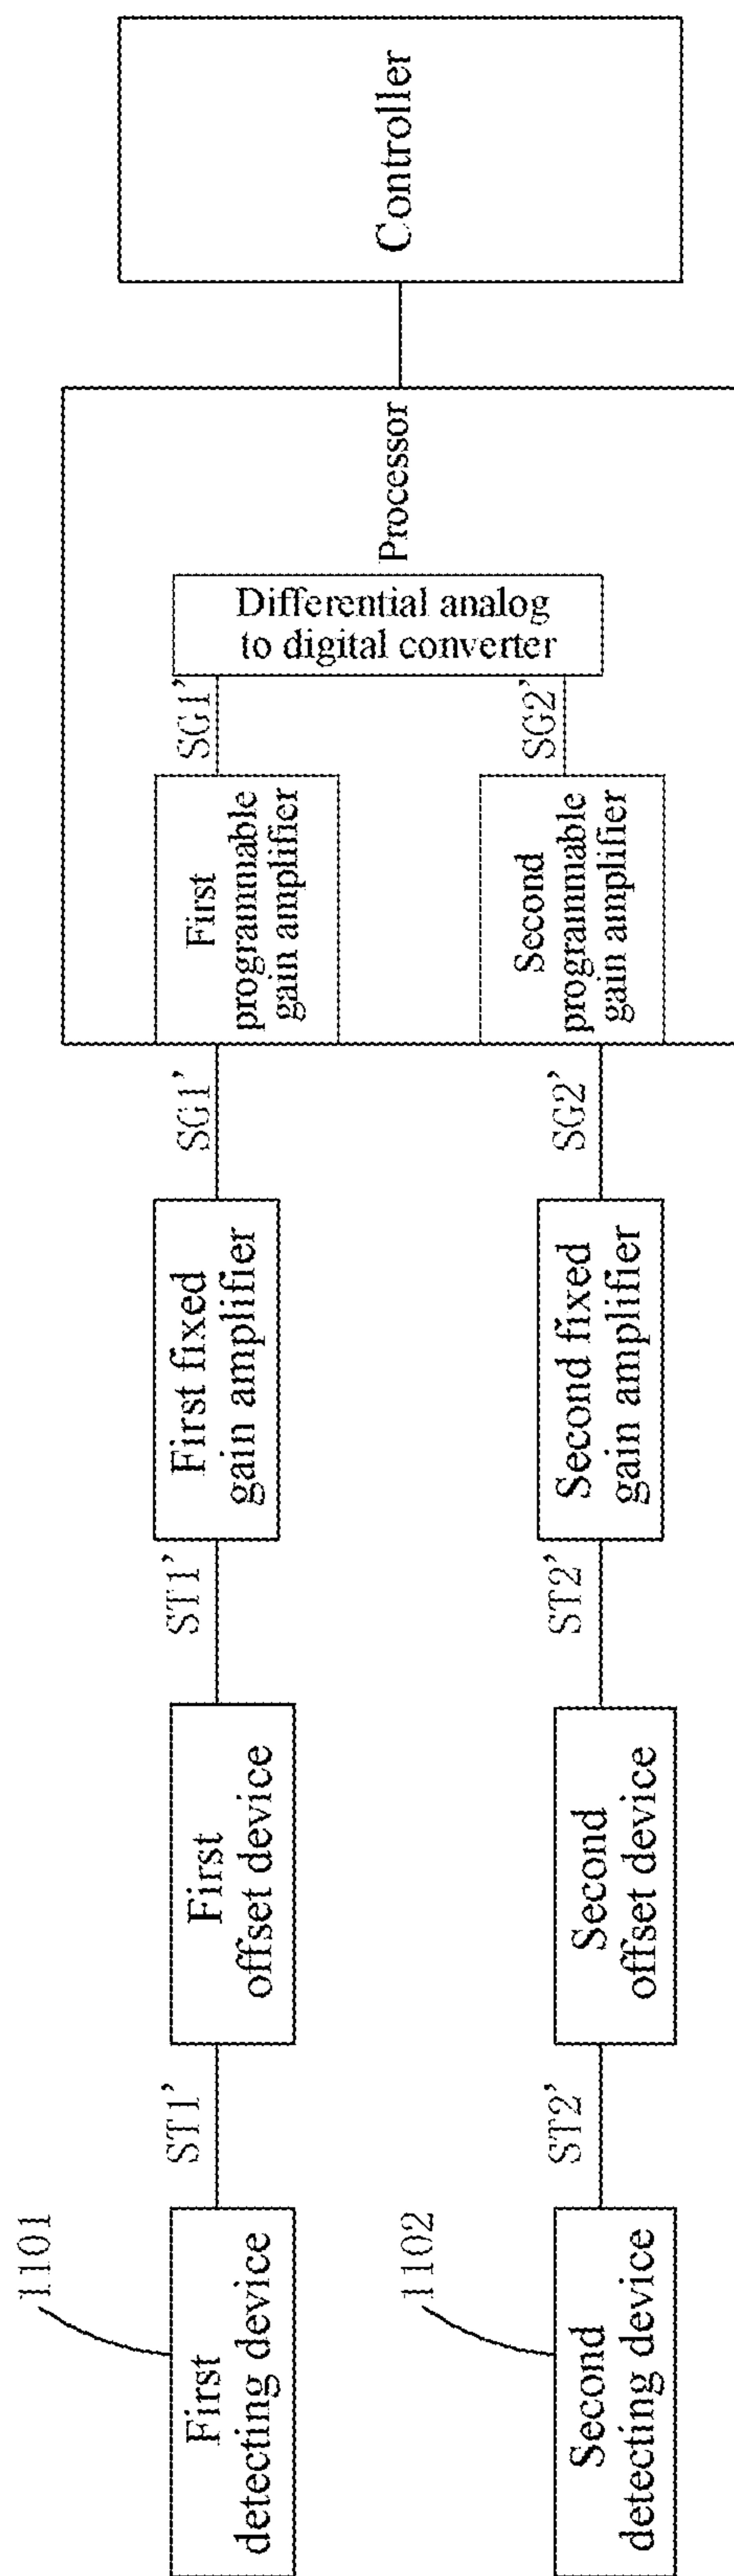 1101
First
detecting device
ST1’
First
offset device
ST1’
First fixed
gain amplifier
SG1’
First
programmable
gain amplifier
SG1’
1102
Second
detecting device
ST2’
Second
offset device
ST2’
Second fixed
gain amplifier
SG2’
Second
programmable
gain amplifier
SG2’
Differential analog
to digital converter
Processor
Controller